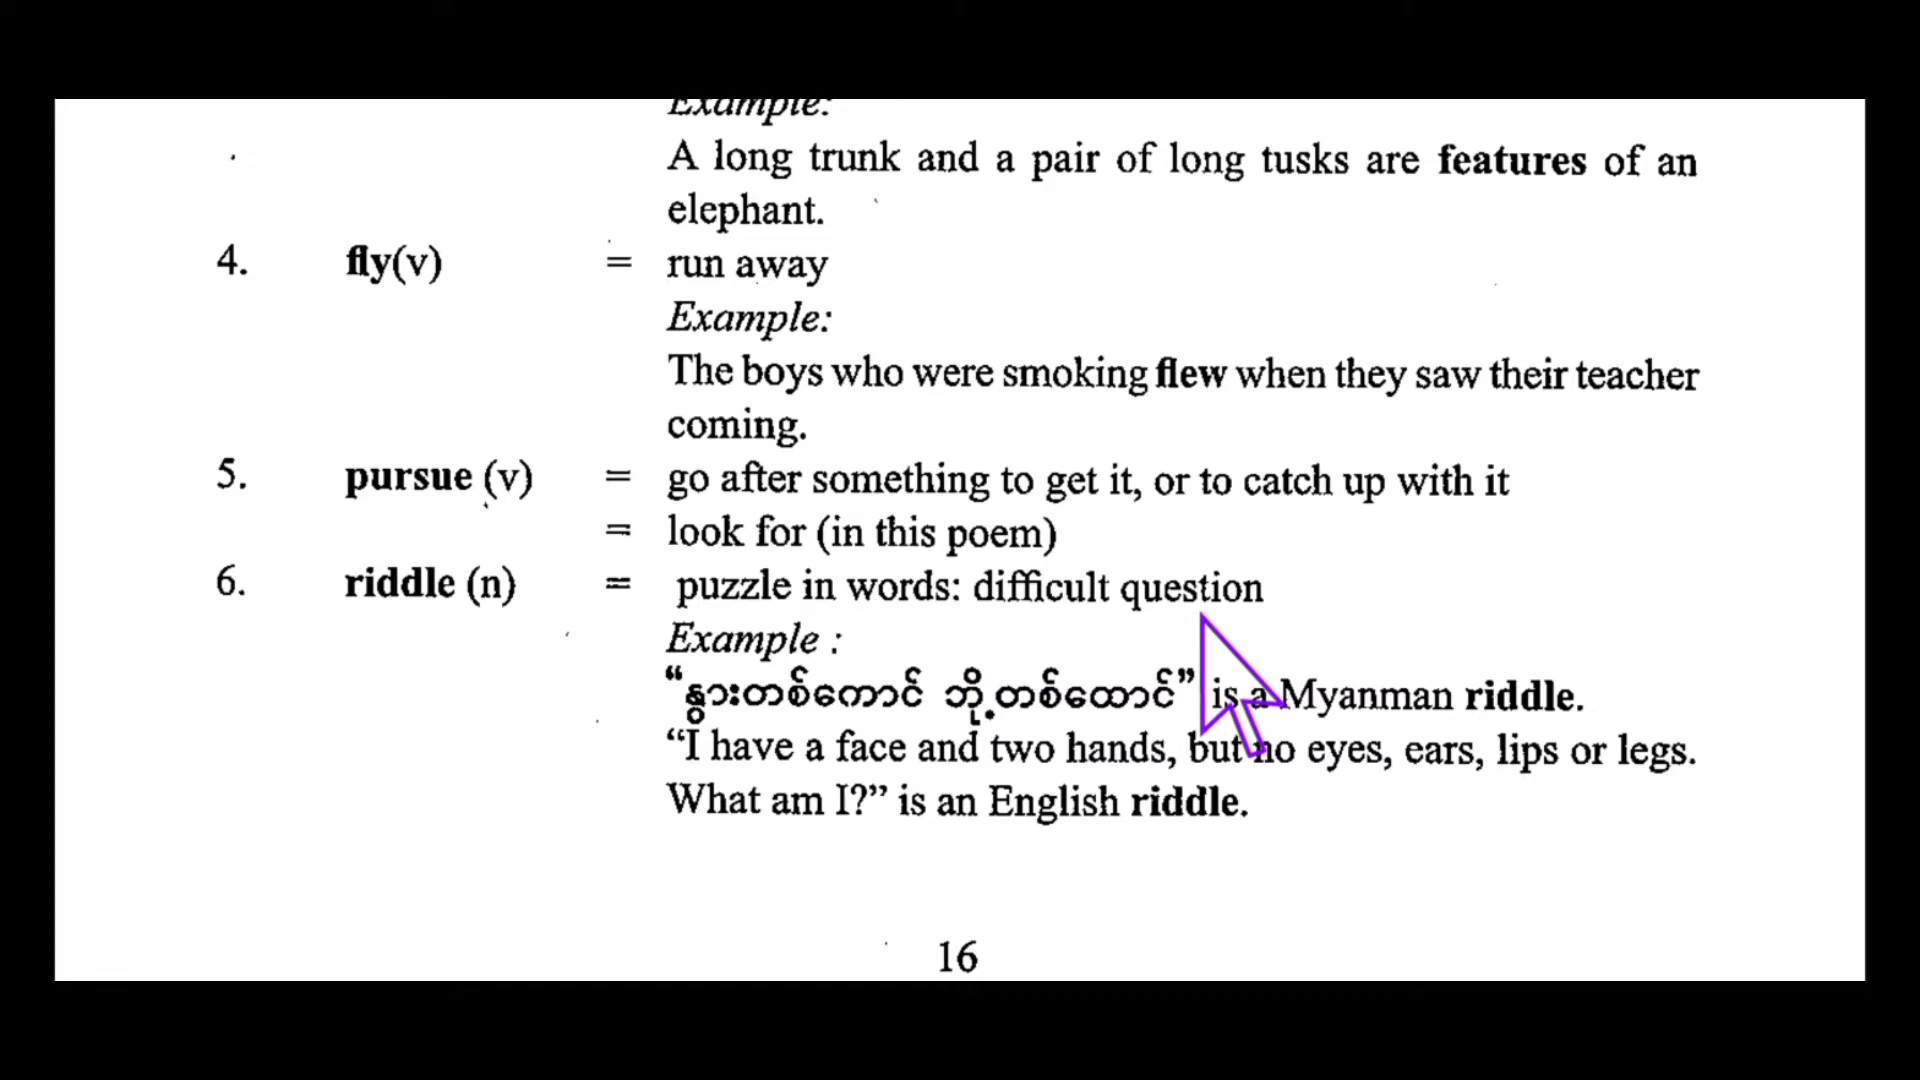 Example:
A long trunk and a pair of long tusks are features of an
elephant.
4. fly(v) = run away
Example:
The boys who were smoking flew when they saw their teacher
coming.
5. pursue (v) = go after something to get it, or to catch up with it
= look for (in this poem)
6. riddle (n) = puzzle in words: difficult question
Example :
“နွားတစ်ကောင် ဘို့တစ်ထောင်” is a Myanman riddle.
“I have a face and two hands, but no eyes, ears, lips or legs.
What am I?” is an English riddle.
16